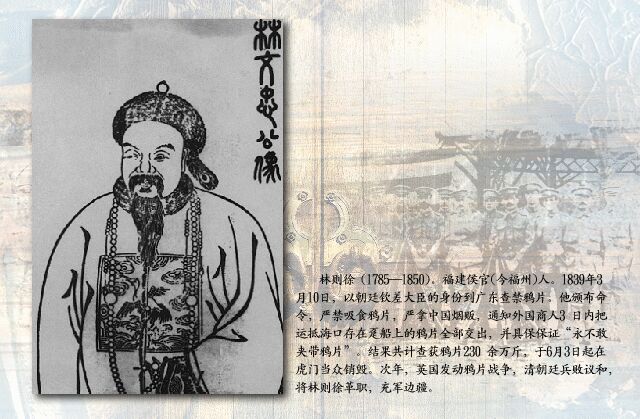 林文忠公像
林则徐（1785—1850）。福建侯官(今福州)人。1839年3
月10日，以朝廷钦差大臣的身份到广东查禁鸦片，他颁布命
令，严禁吸食鸦片，严拿中国烟贩，通知外国商人3 日内把
运抵海口存在趸船上的鸦片全部交出，并具保保证“永不敢
夹带鸦片”。结果共计查获鸦片230 余万斤，于6月3日起在
虎门当众销毁。次年，英国发动鸦片战争，清朝廷兵败议和，
将林则徐革职，充军边疆。